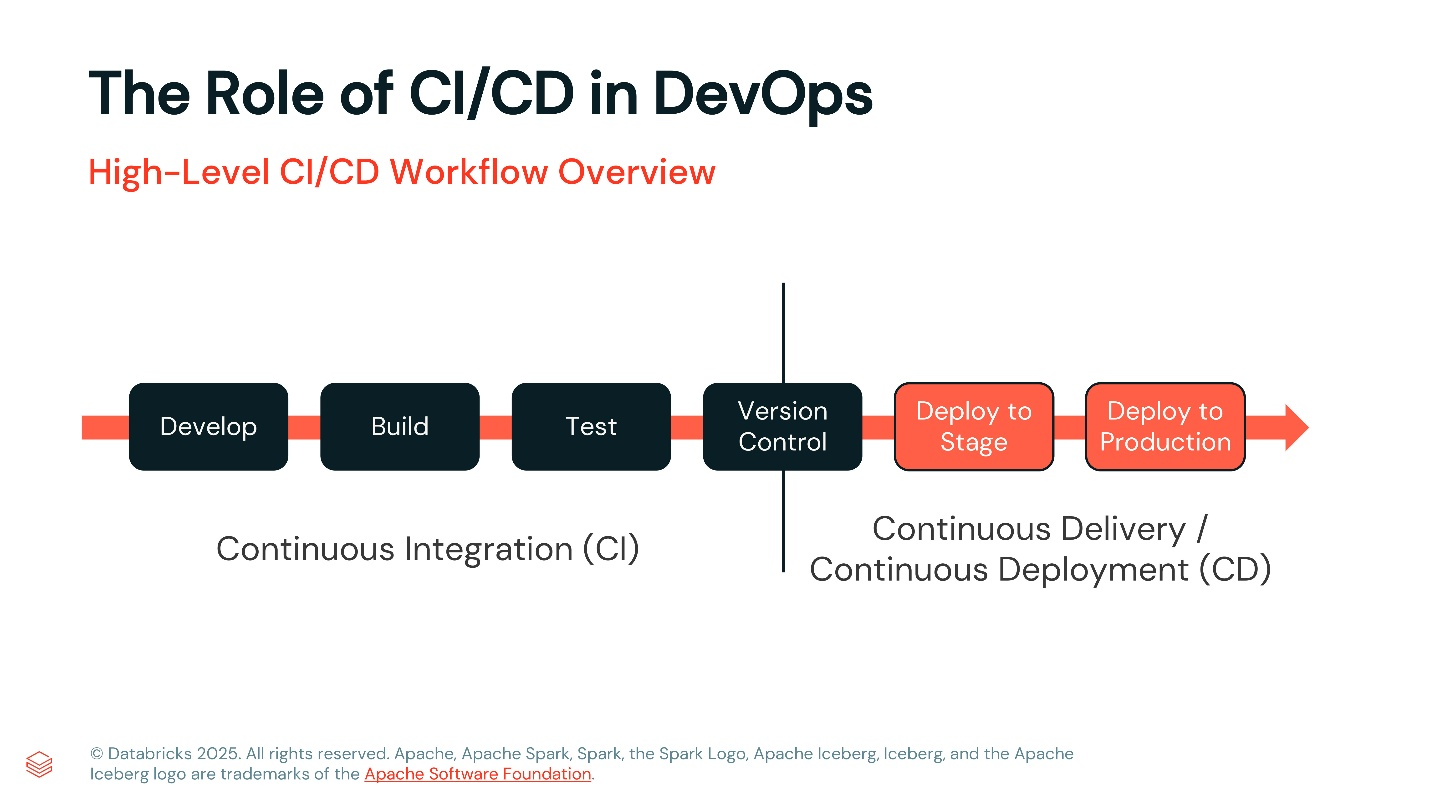 The Role of CI/CD in DevOps
High-Level CI/CD Workflow Overview
Develop
Build
Test
Version
Control
Deploy to
Stage
Deploy to
Production
Continuous Integration (CI)
Continuous Delivery /
Continuous Deployment (CD)
© Databricks 2025. All rights reserved. Apache, Apache Spark, Spark, the Spark Logo, Apache Iceberg, Iceberg, and the Apache
Iceberg logo are trademarks of the Apache Software Foundation.